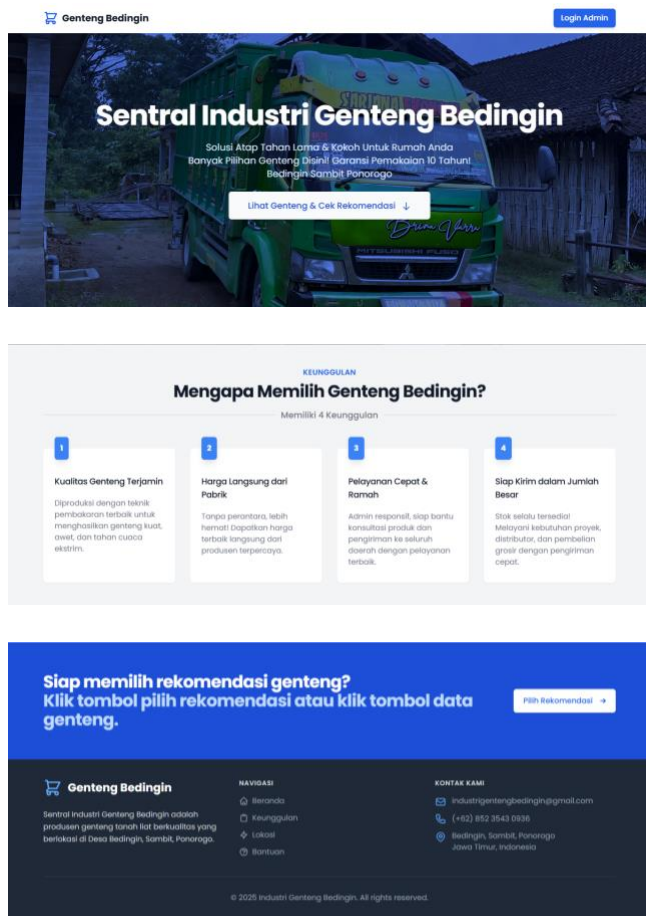 Genteng Bedingin
Login Admin
Sentral Industri Genteng Bedingin
Solusi Atap Tahan Lama & Kokoh Untuk Rumah Anda
Banyak Pilihan Genteng Disini! Garansi Pemakaian 10 Tahun!
Bedingin Sambit Ponorogo
Lihat Genteng & Cek Rekomendasi ↓
MITSUBISHI FUSO
KEUNGGULAN
Mengapa Memilih Genteng Bedingin?
Memiliki 4 Keunggulan
1
Kualitas Genteng Terjamin
Diproduksi dengan teknik
pembakaran terbaik untuk
menghasilkan genteng kuat,
awet, dan tahan cuaca
ekstrim.
2
Harga Langsung dari
Pabrik
Tanpa perantara, lebih
hemat! Dapatkan harga
terbaik langsung dari
produsen terpercaya.
3
Pelayanan Cepat &
Ramah
Admin responsif, siap bantu
konsultasi produk dan
pengiriman ke seluruh
daerah dengan pelayanan
terbaik.
4
Siap Kirim dalam Jumlah
Besar
Stok selalu tersedia!
Melayani kebutuhan proyek,
distributor, dan pembelian
grosir dengan pengiriman
cepat.
Siap memilih rekomendasi genteng?
Klik tombol pilih rekomendasi atau klik tombol data
genteng.
Pilih Rekomendasi →
Genteng Bedingin
Sentral Industri Genteng Bedingin adalah
produsen genteng tanah liat berkualitas yang
berlokasi di Desa Bedingin, Sambit, Ponorogo.
NAVIGASI
Beranda
Keunggulan
Lokasi
Bantuan
KONTAK KAMI
industrigentengbedingin@gmail.com
(+62) 852 3543 0936
Bedingin, Sambit, Ponorogo
Jawa Timur, Indonesia
© 2025 Industri Genteng Bedingin. All rights reserved.